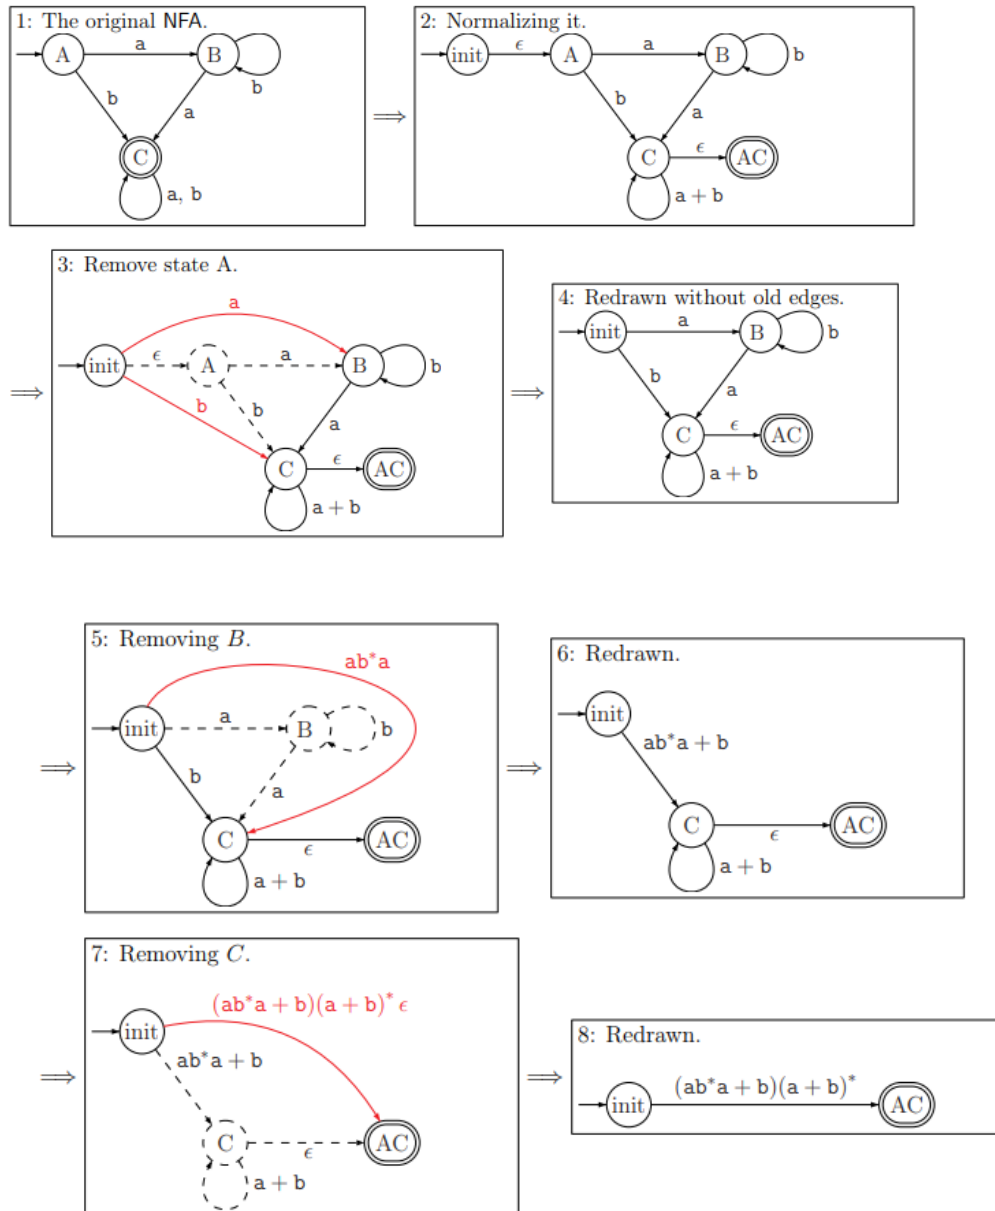 1: The original NFA.
A
a
B
b
b
a
C
a, b
⟹
2: Normalizing it.
init
ϵ
A
a
B
b
b
a
C
ϵ
AC
a + b
⟹
3: Remove state A.
a
init
ϵ
A
a
B
b
b
b
a
C
ϵ
AC
a + b
⟹
4: Redrawn without old edges.
init
a
B
b
b
a
C
ϵ
AC
a + b
⟹
5: Removing B.
ab*a
init
a
B
b
b
a
C
ϵ
AC
a + b
⟹
6: Redrawn.
init
ab*a + b
C
ϵ
AC
a + b
⟹
7: Removing C.
(ab*a + b)(a + b)* ϵ
init
ab*a + b
C
ϵ
AC
a + b
⟹
8: Redrawn.
(ab*a + b)(a + b)*
init
AC